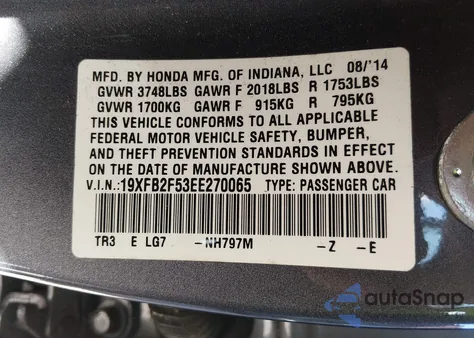 MFD. BY HONDA MFG. OF INDIANA, LLC 08/'14
GVWR 3748LBS GAWR F 2018LBS R 1753LBS
GVWR 1700KG GAWR F 915KG R 795KG
THIS VEHICLE CONFORMS TO ALL APPLICABLE
FEDERAL MOTOR VEHICLE SAFETY, BUMPER,
AND THEFT PREVENTION STANDARDS IN EFFECT
ON THE DATE OF MANUFACTURE SHOWN ABOVE.
V.I.N.:19XFB2F53EE270065 TYPE: PASSENGER CAR
TR3 E LG7 -NH797M -Z -E
autoSnap